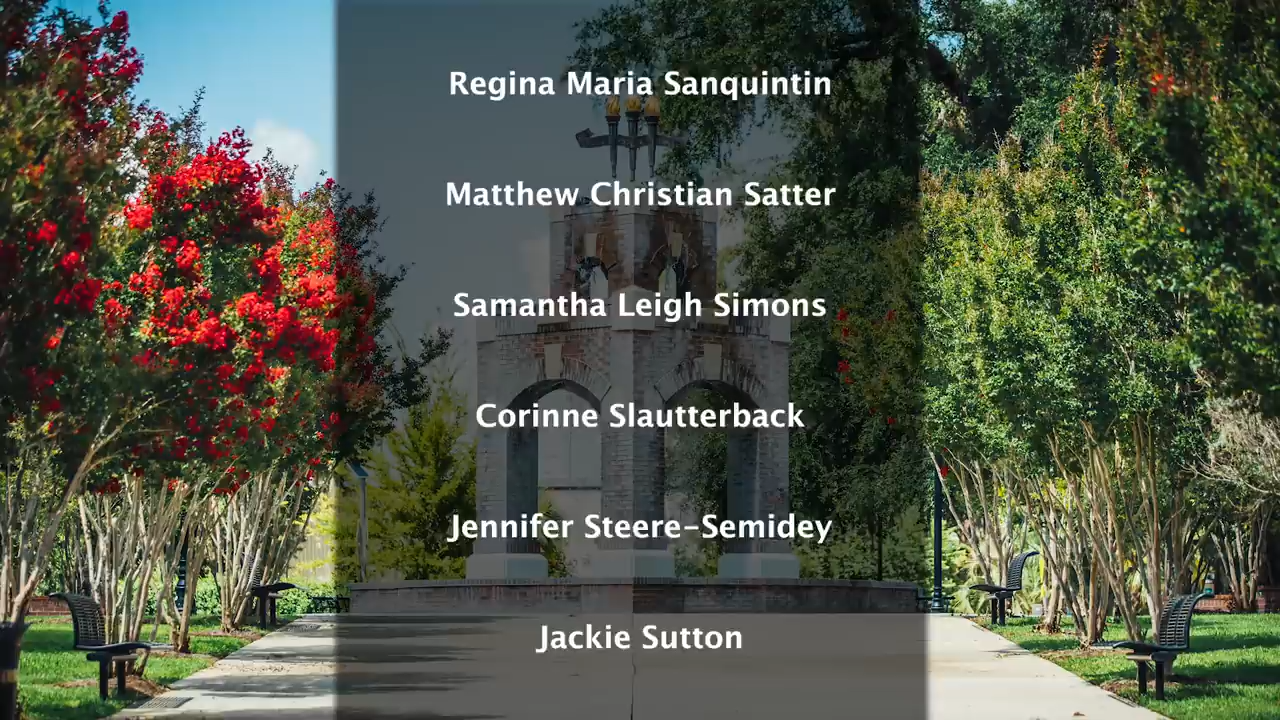 Regina Maria Sanquintin
Matthew Christian Satter
Samantha Leigh Simons
Corinne Slautterback
Jennifer Steere-Semidey
Jackie Sutton